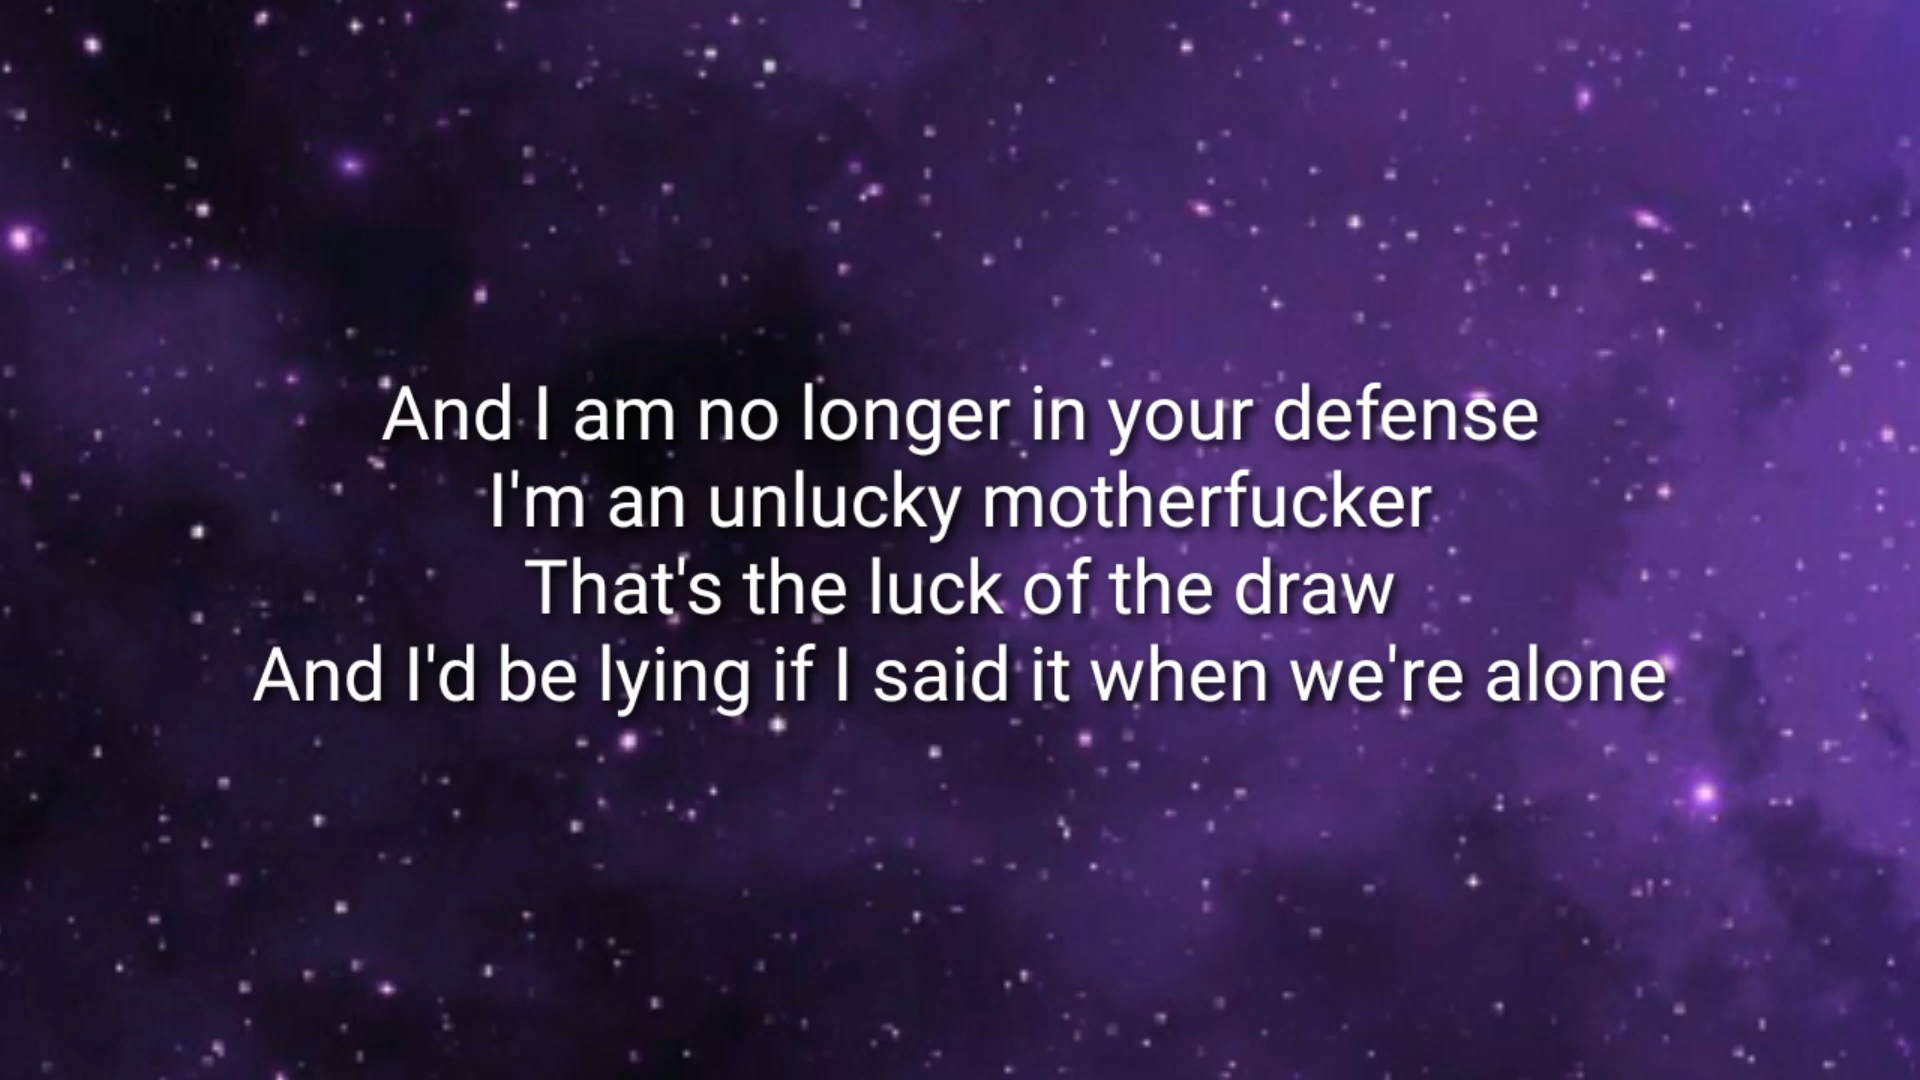 And I am no longer in your defense
I'm an unlucky motherfucker
That's the luck of the draw
And I'd be lying if I said it when we're alone